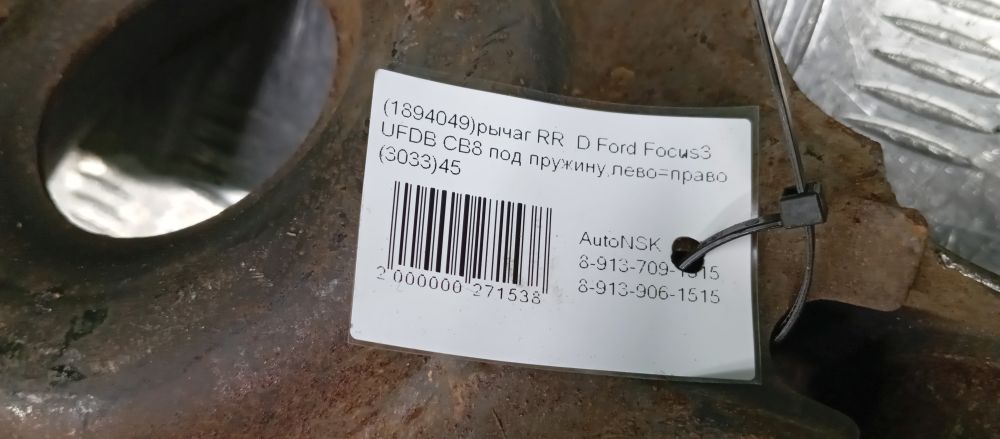 (1894049)рычаг RR D Ford Focus3
UFDB CB8 под пружину,лево=право
(3033)45
2 000000 271538
AutoNSK
8-913-709-1515
8-913-906-1515